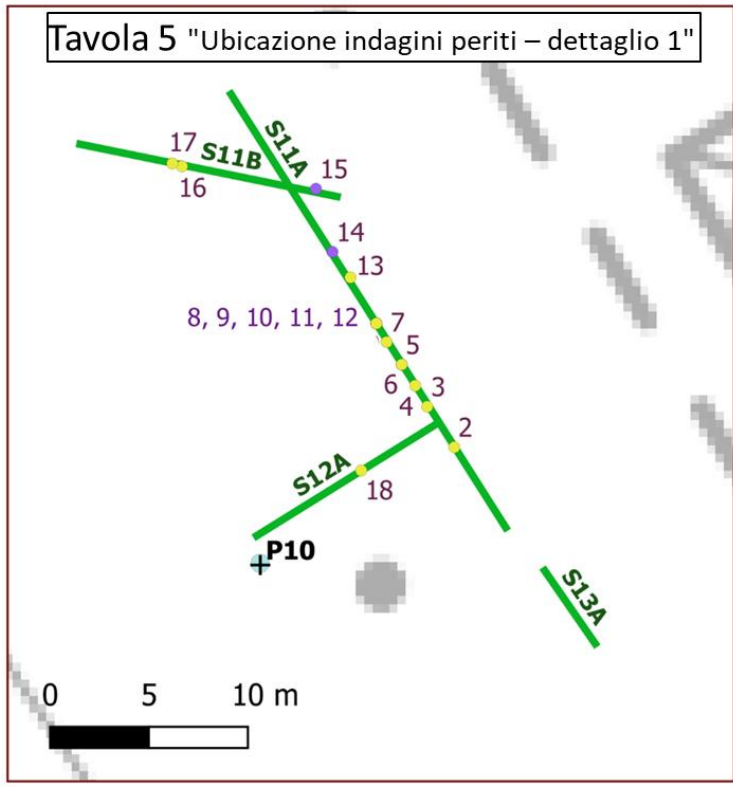 Tavola 5 "Ubicazione indagini periti – dettaglio 1"
S11A
17
S11B
15
16
14
13
8, 9, 10, 11, 12
7
5
6
3
4
2
S12A
18
P10
S13A
0 5 10 m